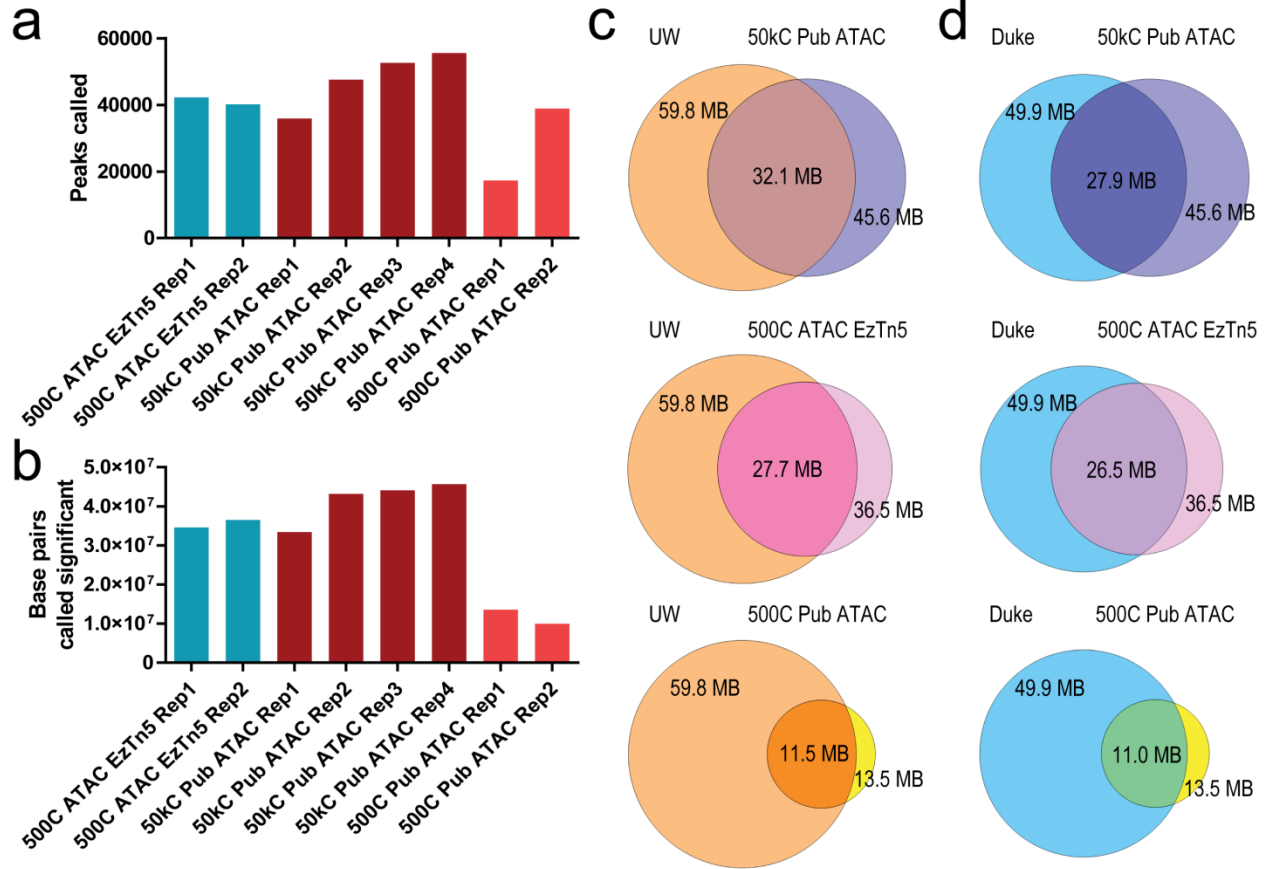 a
60000
40000
20000
0
Peaks called
500C ATAC EzTn5 Rep1
500C ATAC EzTn5 Rep2
50kC Pub ATAC Rep1
50kC Pub ATAC Rep2
50kC Pub ATAC Rep3
50kC Pub ATAC Rep4
500C Pub ATAC Rep1
500C Pub ATAC Rep2
b
5.0×10⁷
4.0×10⁷
3.0×10⁷
2.0×10⁷
1.0×10⁷
0
Base pairs
called significant
500C ATAC EzTn5 Rep1
500C ATAC EzTn5 Rep2
50kC Pub ATAC Rep1
50kC Pub ATAC Rep2
50kC Pub ATAC Rep3
50kC Pub ATAC Rep4
500C Pub ATAC Rep1
500C Pub ATAC Rep2
c
UW 50kC Pub ATAC
59.8 MB
32.1 MB
45.6 MB
UW 500C ATAC EzTn5
59.8 MB
27.7 MB
36.5 MB
UW 500C Pub ATAC
59.8 MB
11.5 MB
13.5 MB
d
Duke 50kC Pub ATAC
49.9 MB
27.9 MB
45.6 MB
Duke 500C ATAC EzTn5
49.9 MB
26.5 MB
36.5 MB
Duke 500C Pub ATAC
49.9 MB
11.0 MB
13.5 MB